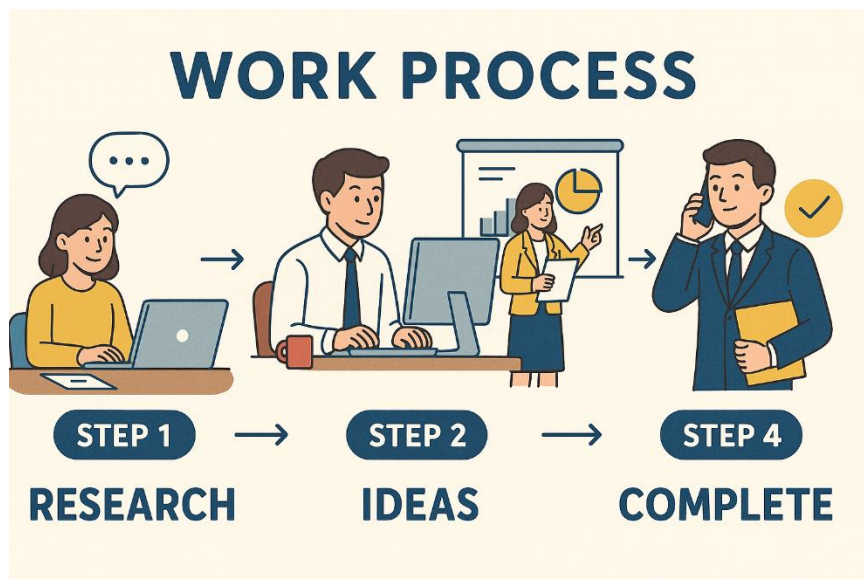 WORK PROCESS
STEP 1
STEP 2
STEP 4
RESEARCH
IDEAS
COMPLETE